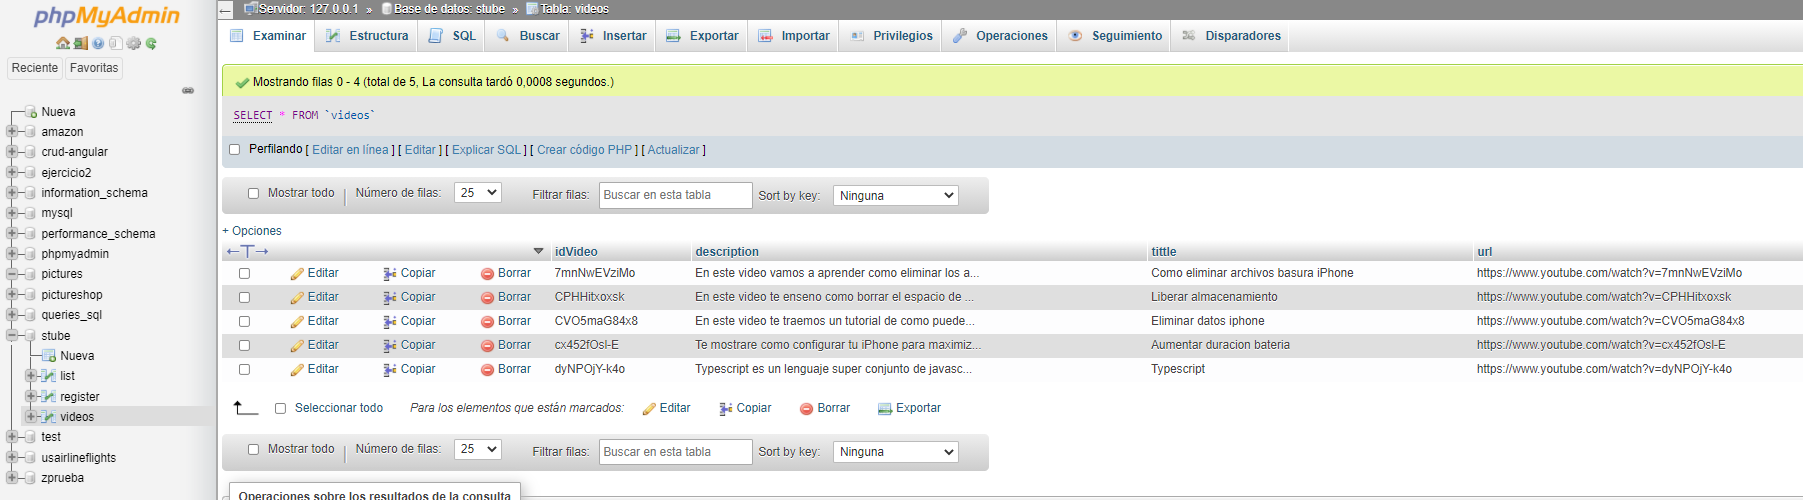 phpMyAdmin
Reciente Favoritas
Nueva
amazon
crud-angular
ejercicio2
information_schema
mysql
performance_schema
phpmyadmin
pictures
pictureshop
queries_sql
stube
Nueva
list
register
videos
test
usairlineflights
zprueba
Servidor: 127.0.0.1 » Base de datos: stube » Tabla: videos
Examinar Estructura SQL Buscar Insertar Exportar Importar Privilegios Operaciones Seguimiento Disparadores
Mostrando filas 0 - 4 (total de 5, La consulta tardó 0,0008 segundos.)
SELECT * FROM `videos`
Perfilando [ Editar en línea ] [ Editar ] [ Explicar SQL ] [ Crear código PHP ] [ Actualizar ]
Mostrar todo Número de filas: 25 Filtrar filas: Buscar en esta tabla Sort by key: Ninguna
+ Opciones
←T→ idVideo description tittle url
Editar Copiar Borrar 7mnNwEVziMo En este video vamos a aprender como eliminar los a... Como eliminar archivos basura iPhone https://www.youtube.com/watch?v=7mnNwEVziMo
Editar Copiar Borrar CPHHitxoxsk En este video te enseno como borrar el espacio de ... Liberar almacenamiento https://www.youtube.com/watch?v=CPHHitxoxsk
Editar Copiar Borrar CVO5maG84x8 En este video te traemos un tutorial de como puede... Eliminar datos iphone https://www.youtube.com/watch?v=CVO5maG84x8
Editar Copiar Borrar cx452fOsl-E Te mostrare como configurar tu iPhone para maximiz... Aumentar duracion bateria https://www.youtube.com/watch?v=cx452fOsl-E
Editar Copiar Borrar dyNPOjY-k4o Typescript es un lenguaje super conjunto de javasc... Typescript https://www.youtube.com/watch?v=dyNPOjY-k4o
Seleccionar todo Para los elementos que están marcados: Editar Copiar Borrar Exportar
Mostrar todo Número de filas: 25 Filtrar filas: Buscar en esta tabla Sort by key: Ninguna
Operaciones sobre los resultados de la consulta